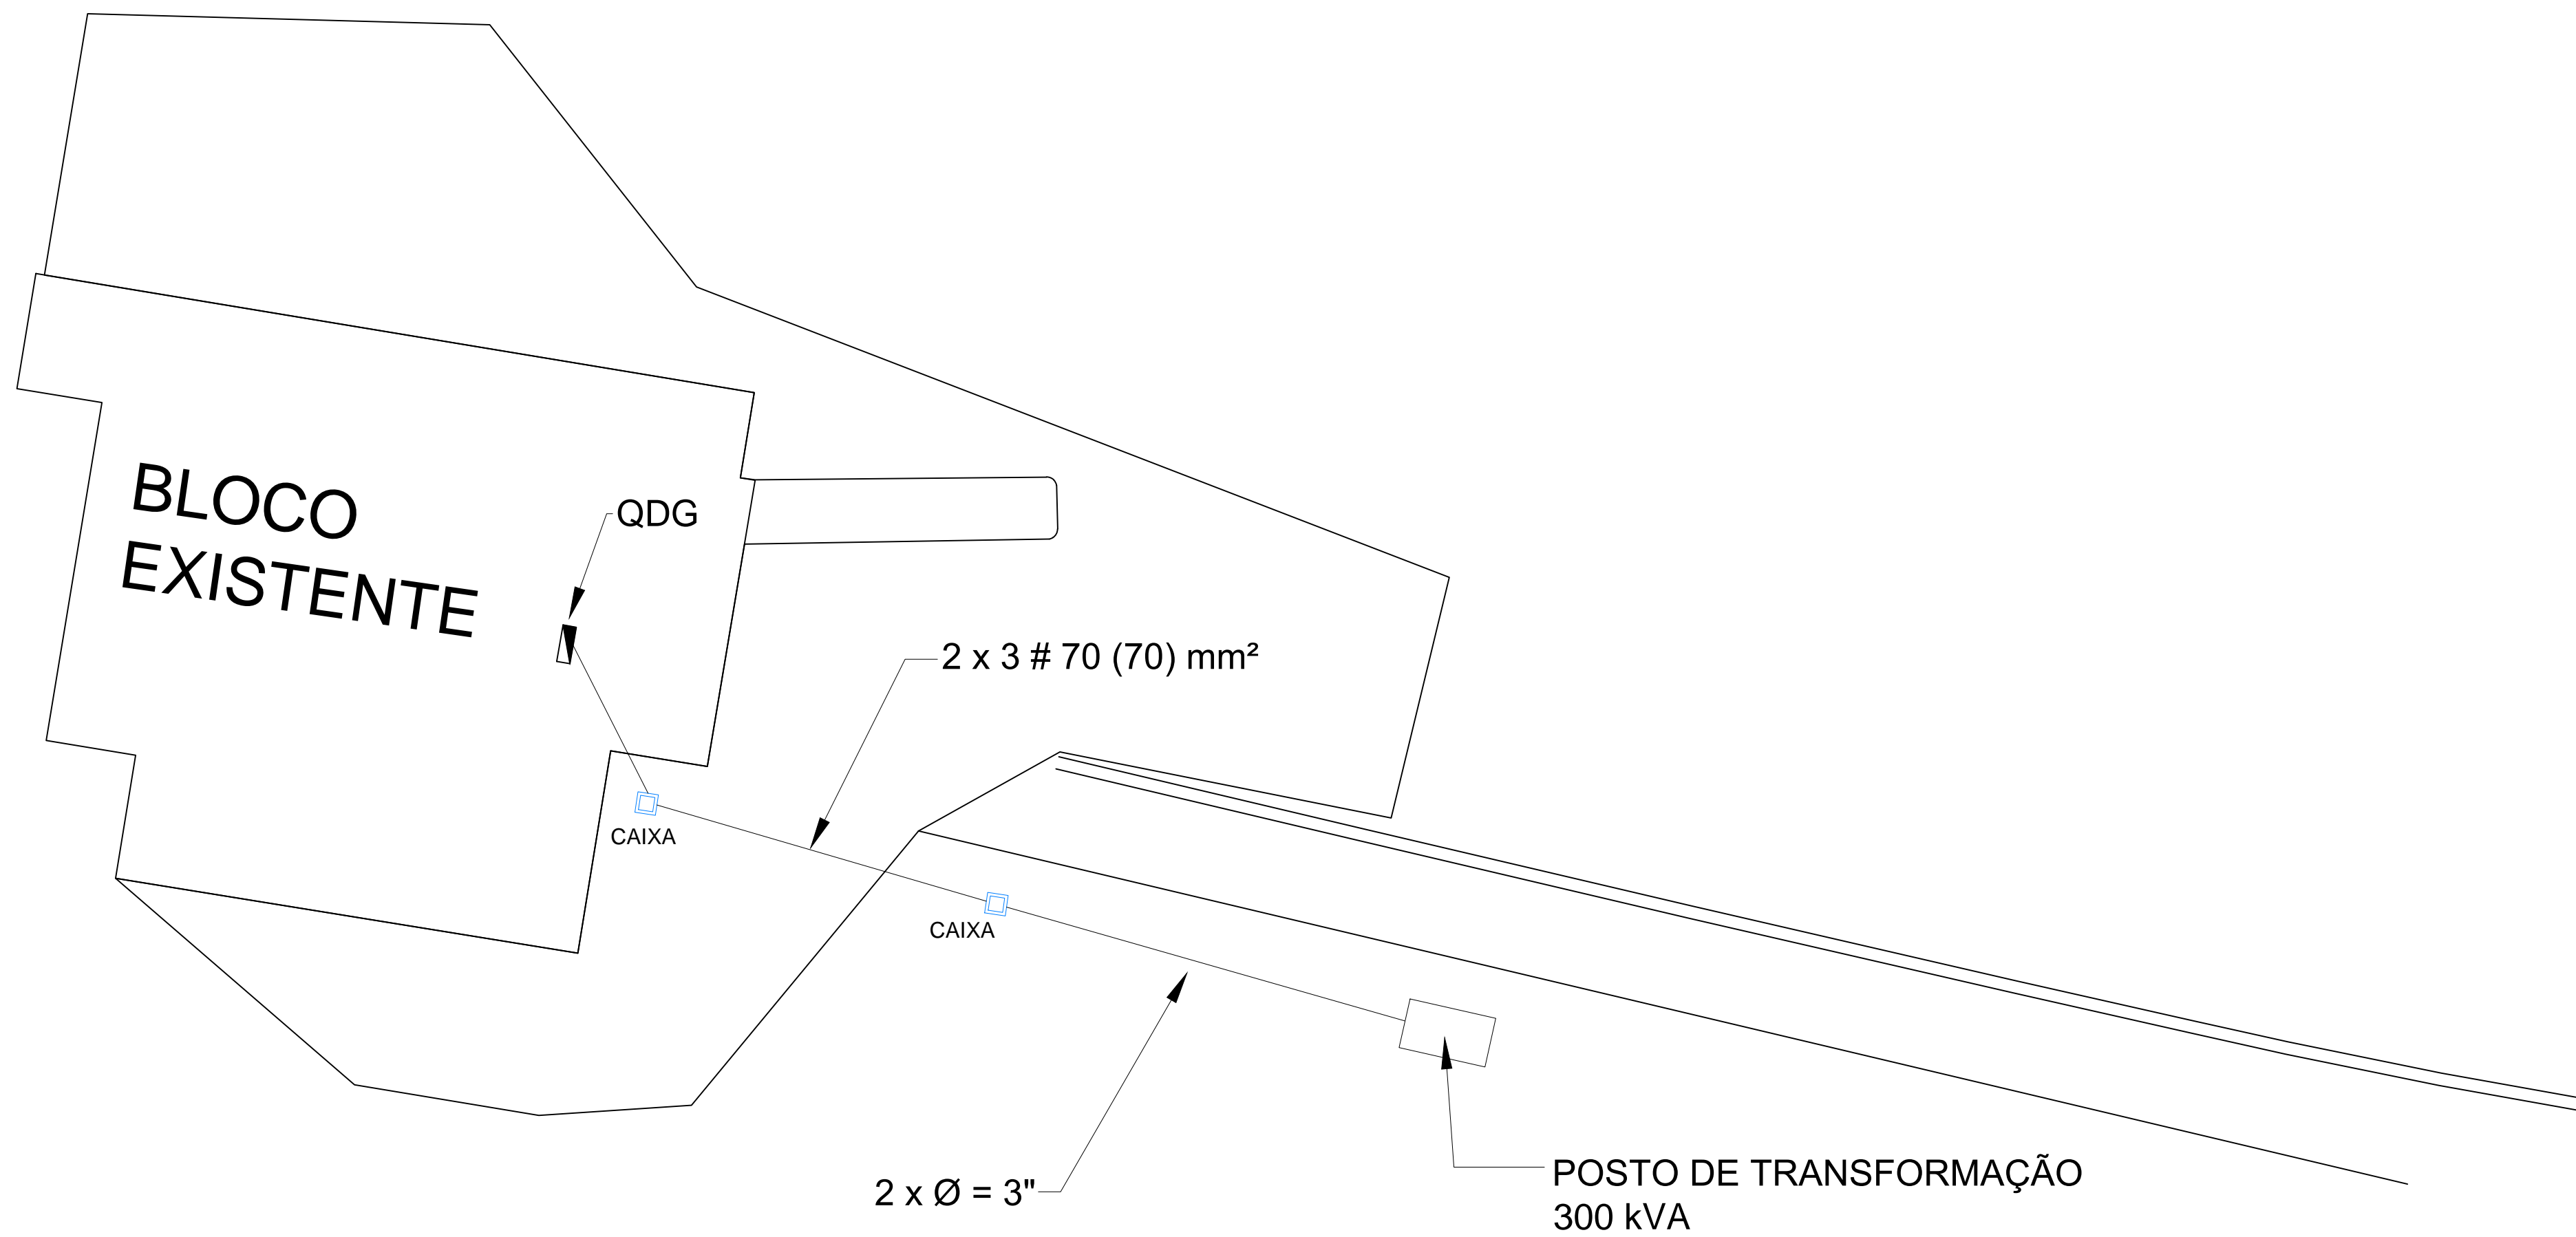 BLOCO
EXISTENTE
QDG
2 x 3 # 70 (70) mm²
CAIXA
CAIXA
2 x Ø = 3"
POSTO DE TRANSFORMAÇÃO
300 kVA